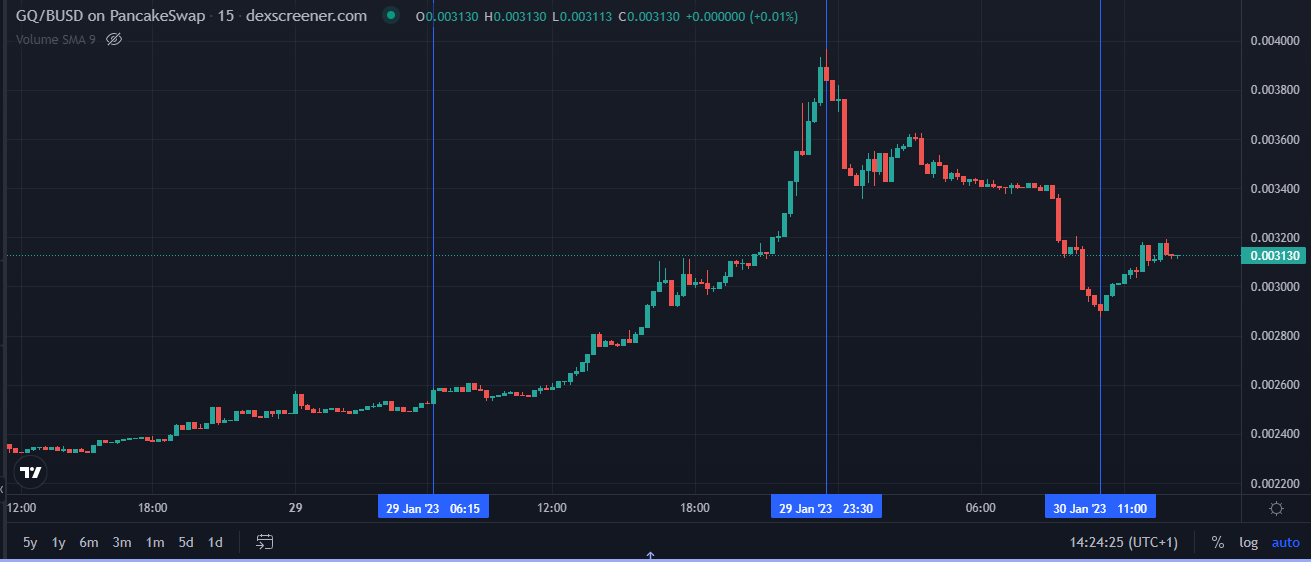 GQ/BUSD on PancakeSwap · 15 · dexscreener.com O0.003130 H0.003130 L0.003113 C0.003130 +0.000000 (+0.01%)
Volume SMA 9
0.004000
0.003800
0.003600
0.003400
0.003200
0.003130
0.003000
0.002800
0.002600
0.002400
0.002200
12:00 18:00 29 29 Jan '23 06:15 12:00 18:00 29 Jan '23 23:30 06:00 30 Jan '23 11:00
5y 1y 6m 3m 1m 5d 1d 14:24:25 (UTC+1) % log auto